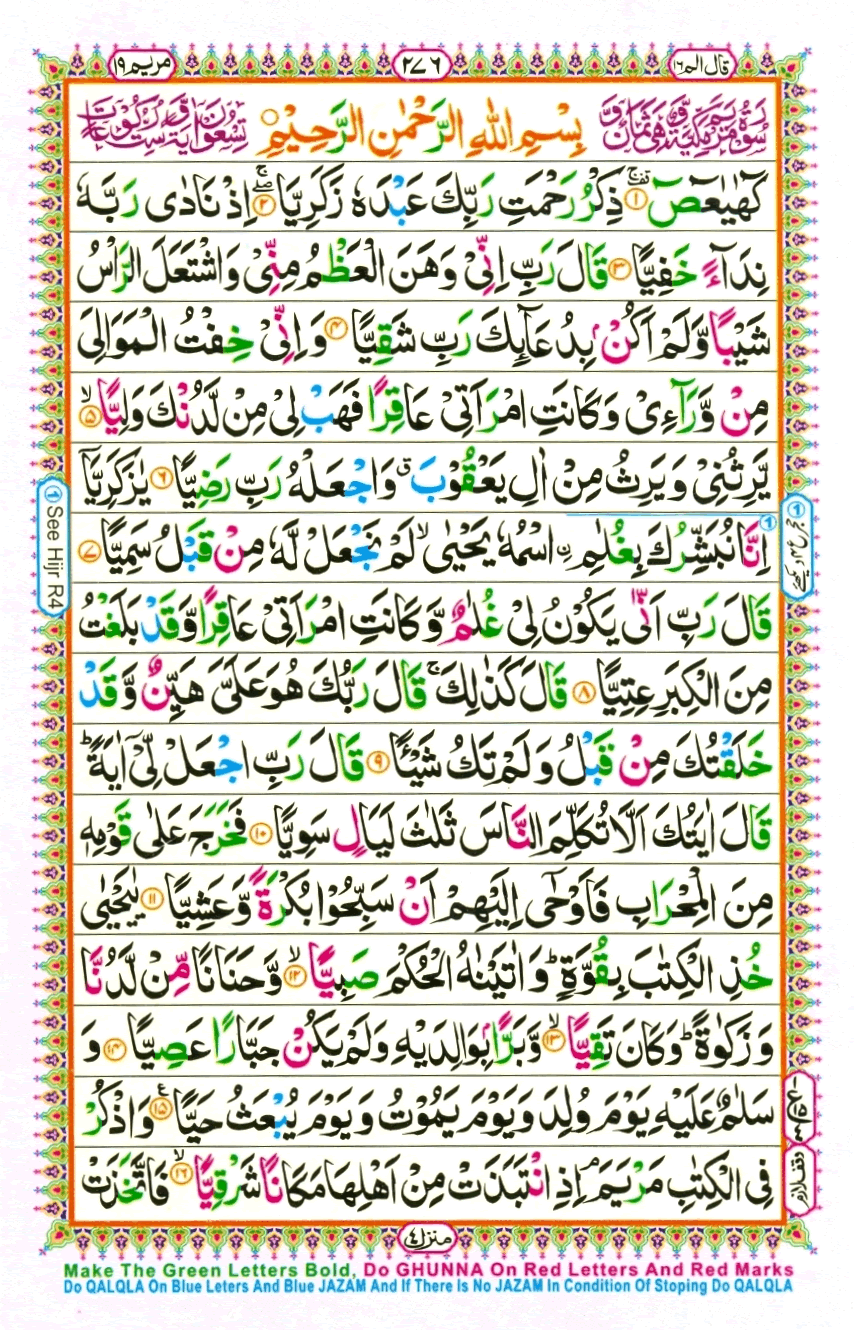 قال الم ١٦
٢٧٦
مريم ١٩
سُوْرَةُ مَرْيَمَ مَكِّيَّةٌ وَّهِيَ ثَمَانٌ وَّ
بِسْمِ اللهِ الرَّحْمٰنِ الرَّحِيْمِ
تِسْعُوْنَ اٰيَةً وَّسِتُّ رُكُوْعَاتٍ
كٓهٰيٰعٓصٓ ۚ﴿١﴾ ذِكْرُ رَحْمَتِ رَبِّكَ عَبْدَهٗ زَكَرِيَّا ۖۚ﴿٢﴾ اِذْ نَادٰى رَبَّهٗ
نِدَآءً خَفِيًّا ﴿٣﴾ قَالَ رَبِّ اِنِّيْ وَهَنَ الْعَظْمُ مِنِّيْ وَاشْتَعَلَ الرَّاْسُ
شَيْبًا وَّلَمْ اَكُنْۢ بِدُعَآئِكَ رَبِّ شَقِيًّا ﴿٤﴾ وَاِنِّيْ خِفْتُ الْمَوَالِيَ
مِنْ وَّرَآءِيْ وَكَانَتِ امْرَاَتِيْ عَاقِرًا فَهَبْ لِيْ مِنْ لَّدُنْكَ وَلِيًّا ۙ﴿٥﴾
يَّرِثُنِيْ وَيَرِثُ مِنْ اٰلِ يَعْقُوْبَ ۖق وَاجْعَلْهُ رَبِّ رَضِيًّا ﴿٦﴾ يٰزَكَرِيَّآ
اِنَّا نُبَشِّرُكَ بِغُلٰمِ ۨاسْمُهٗ يَحْيٰى ۙ لَمْ نَجْعَلْ لَّهٗ مِنْ قَبْلُ سَمِيًّا ﴿٧﴾
قَالَ رَبِّ اَنّٰى يَكُوْنُ لِيْ غُلٰمٌ وَّكَانَتِ امْرَاَتِيْ عَاقِرًا وَّقَدْ بَلَغْتُ
مِنَ الْكِبَرِ عِتِيًّا ﴿٨﴾ قَالَ كَذٰلِكَ ۚ قَالَ رَبُّكَ هُوَ عَلَيَّ هَيِّنٌ وَّقَدْ
خَلَقْتُكَ مِنْ قَبْلُ وَلَمْ تَكُ شَيْـًٔا ﴿٩﴾ قَالَ رَبِّ اجْعَلْ لِّيْٓ اٰيَةً ؕ
قَالَ اٰيَتُكَ اَلَّا تُكَلِّمَ النَّاسَ ثَلٰثَ لَيَالٍ سَوِيًّا ﴿١٠﴾ فَخَرَجَ عَلٰى قَوْمِهٖ
مِنَ الْمِحْرَابِ فَاَوْحٰٓى اِلَيْهِمْ اَنْ سَبِّحُوْا بُكْرَةً وَّعَشِيًّا ﴿١١﴾ يٰيَحْيٰى
خُذِ الْكِتٰبَ بِقُوَّةٍ ؕ وَاٰتَيْنٰهُ الْحُكْمَ صَبِيًّا ۙ﴿١٢﴾ وَّحَنَانًا مِّنْ لَّدُنَّا
وَزَكٰوةً ؕ وَكَانَ تَقِيًّا ۙ﴿١٣﴾ وَّبَرًّۢا بِوَالِدَيْهِ وَلَمْ يَكُنْ جَبَّارًا عَصِيًّا ﴿١٤﴾ وَ
سَلٰمٌ عَلَيْهِ يَوْمَ وُلِدَ وَيَوْمَ يَمُوْتُ وَيَوْمَ يُبْعَثُ حَيًّا ۧ﴿١٥﴾ وَاذْكُرْ
فِي الْكِتٰبِ مَرْيَمَ ۘ اِذِ انْتَبَذَتْ مِنْ اَهْلِهَا مَكَانًا شَرْقِيًّا ۙ﴿١٦﴾ فَاتَّخَذَتْ
١ See Hijr R4
وقف لازم
منزل ٤
Make The Green Letters Bold, Do GHUNNA On Red Letters And Red Marks
Do QALQLA On Blue Leters And Blue JAZAM And If There Is No JAZAM In Condition Of Stoping Do QALQLA